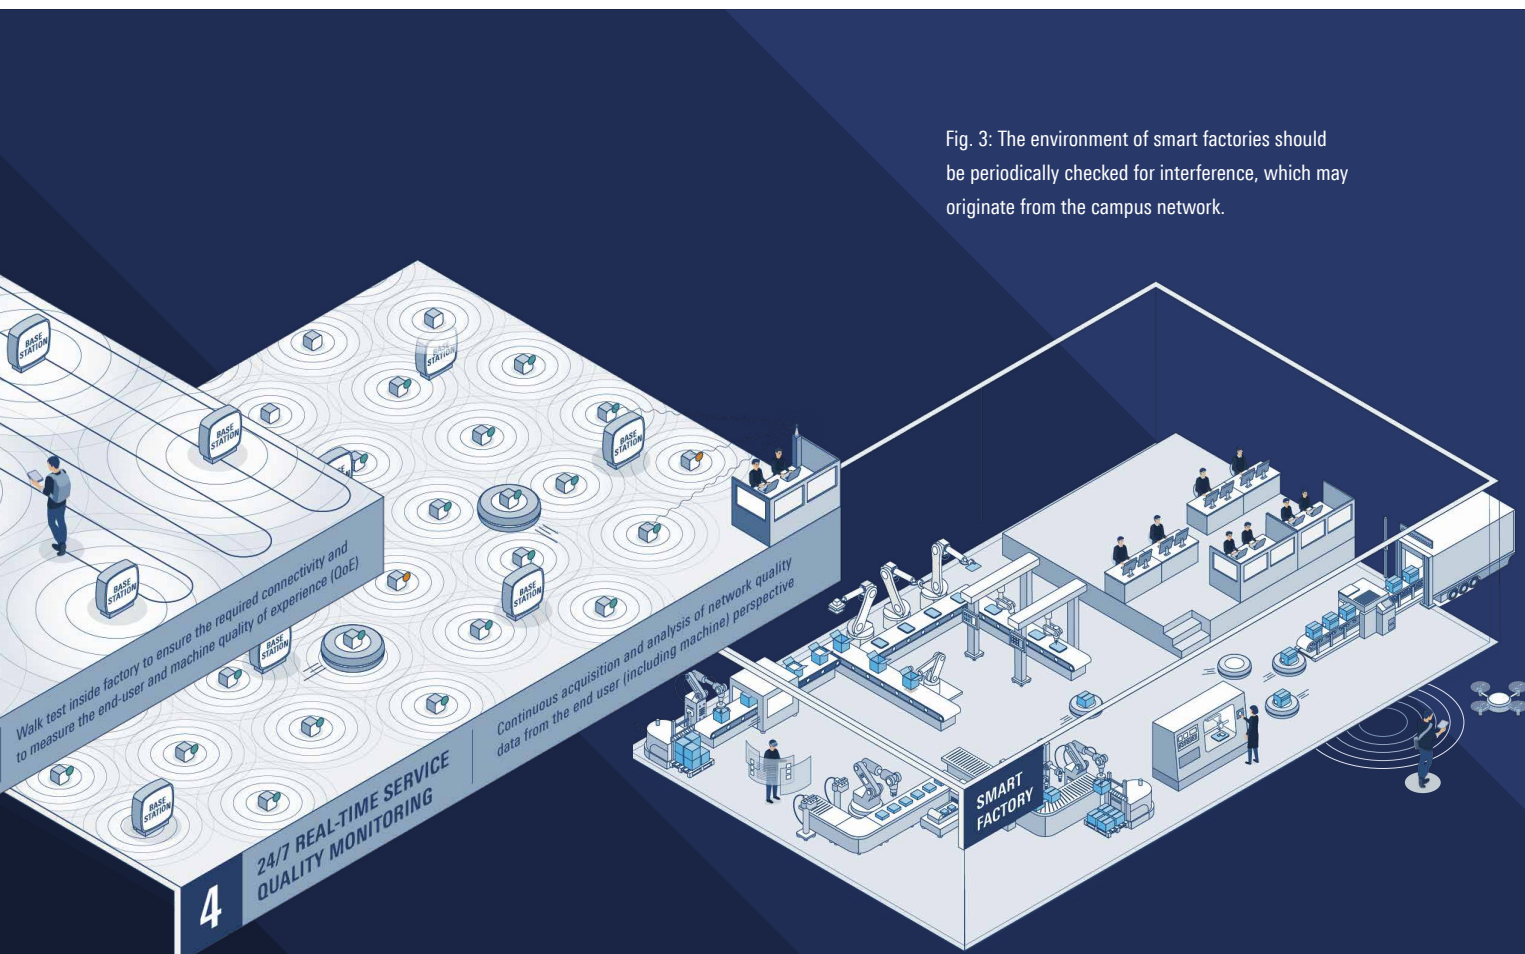 Fig. 3: The environment of smart factories should
be periodically checked for interference, which may
originate from the campus network.
BASE
STATION
STATION
BASE
STATION
BASE
STATION
BASE
STATION
BASE
STATION
BASE
STATION
BASE
STATION
Walk test inside factory to ensure the required connectivity and
to measure the end-user and machine quality of experience (QoE)
4
24/7 REAL-TIME SERVICE
QUALITY MONITORING
Continuous acquisition and analysis of network quality
data from the end user (including machine) perspective
SMART
FACTORY